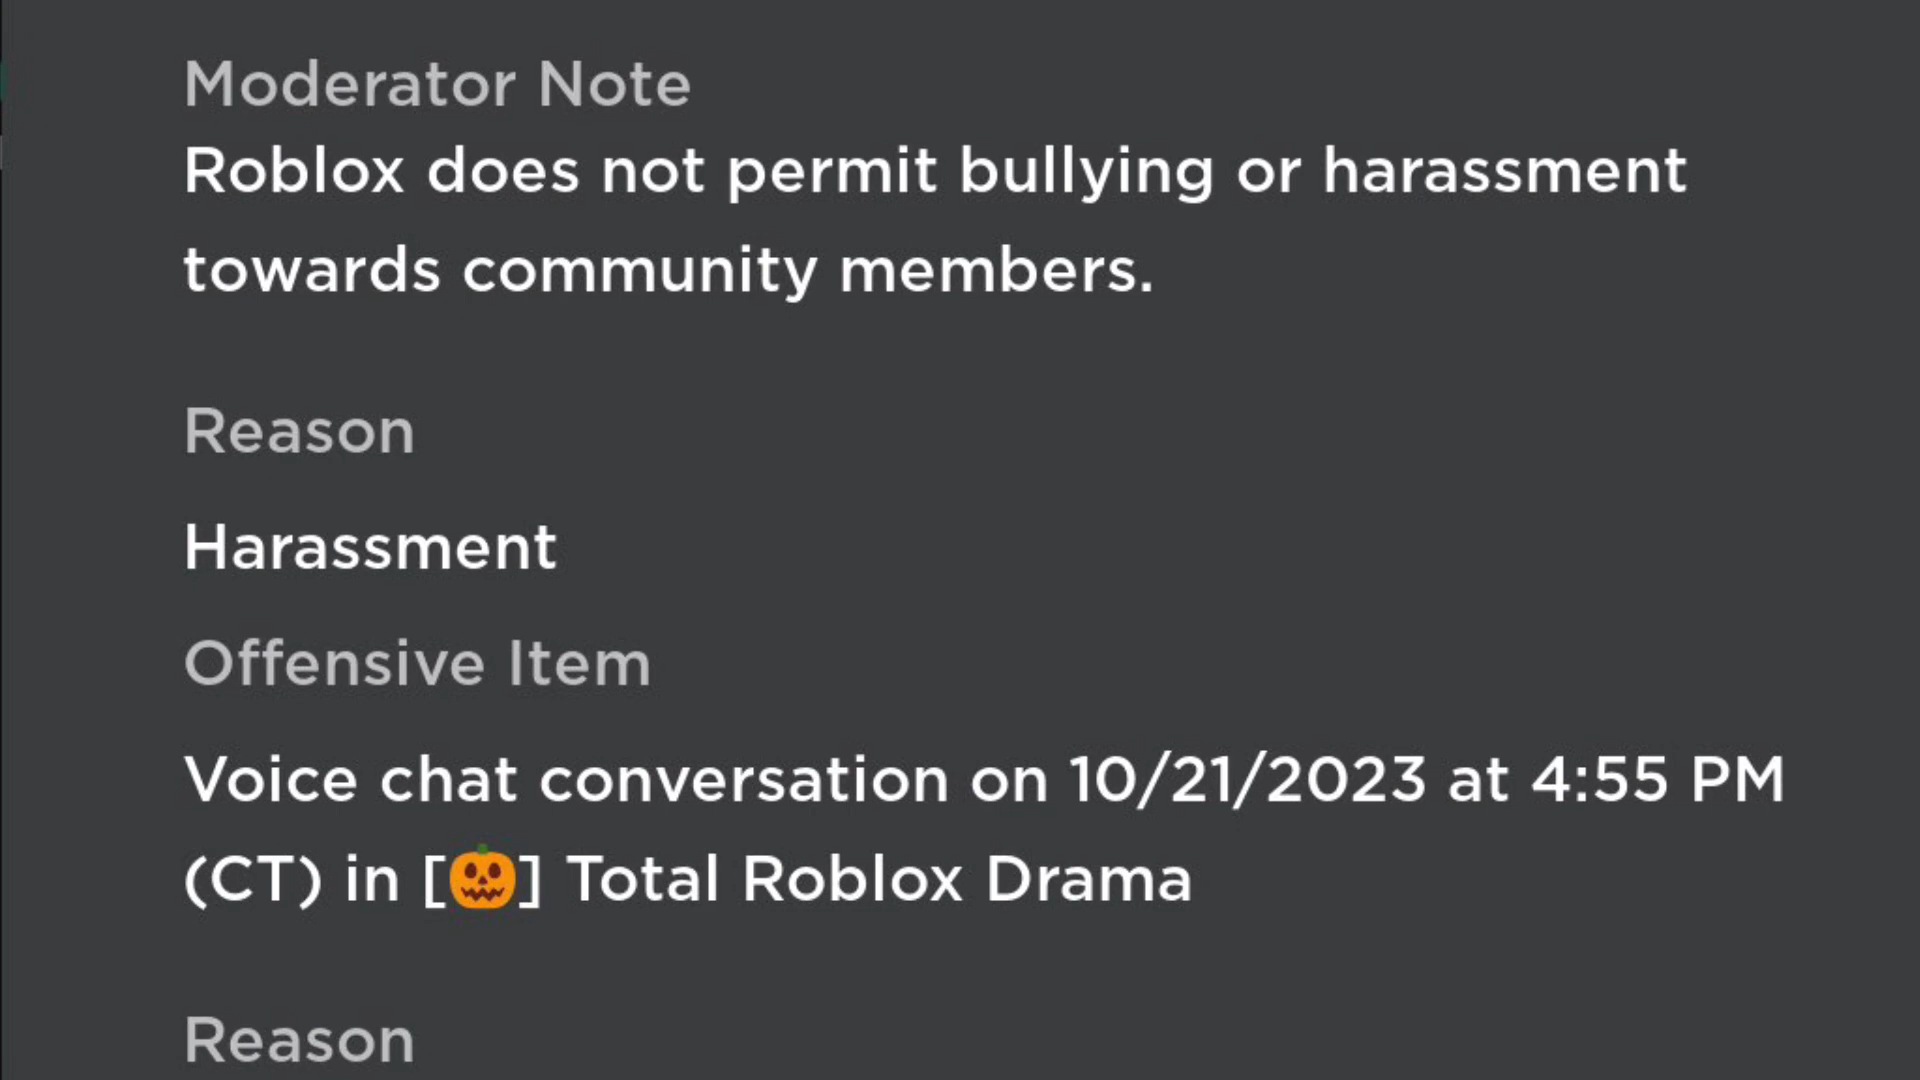 Moderator Note
Roblox does not permit bullying or harassment
towards community members.
Reason
Harassment
Offensive Item
Voice chat conversation on 10/21/2023 at 4:55 PM
(CT) in [🎃] Total Roblox Drama
Reason